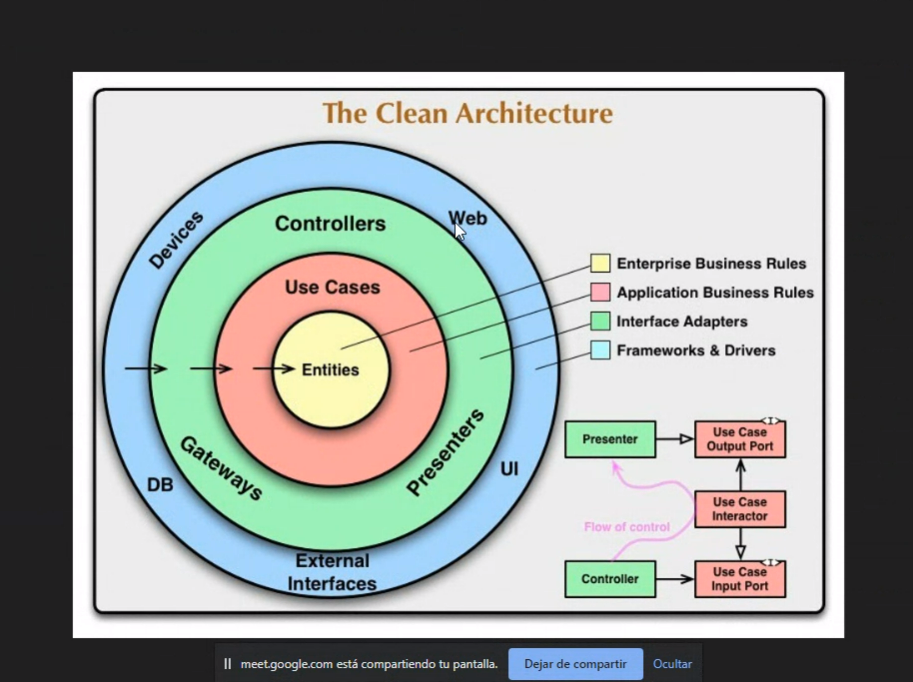 The Clean Architecture
Devices
Controllers
Web
Use Cases
Entities
Gateways
Presenters
DB
UI
External
Interfaces
Enterprise Business Rules
Application Business Rules
Interface Adapters
Frameworks & Drivers
Presenter
<I>
Use Case
Output Port
Use Case
Interactor
Flow of control
Controller
<I>
Use Case
Input Port
meet.google.com está compartiendo tu pantalla.
Dejar de compartir
Ocultar